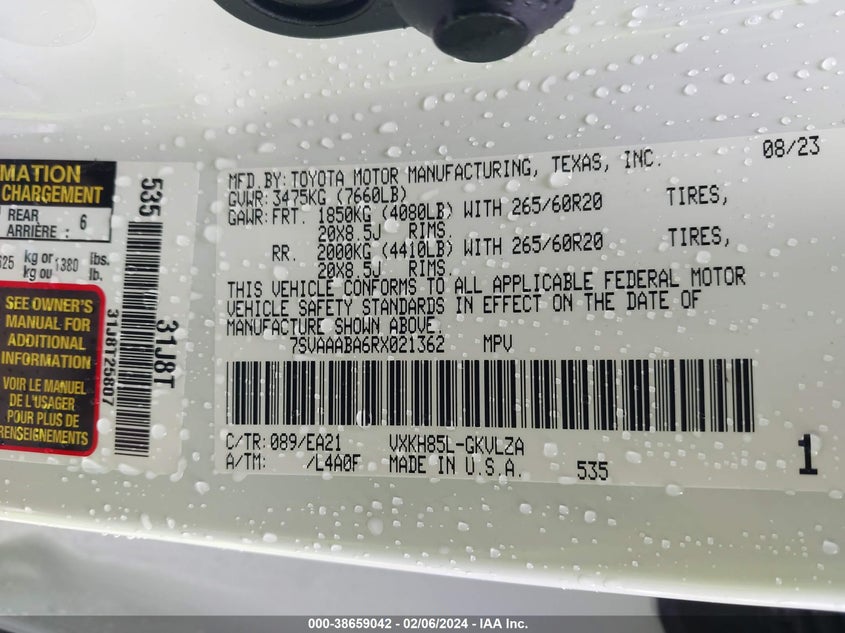 MFD.BY: TOYOTA MOTOR MANUFACTURING, TEXAS, INC. 08/23
GVWR: 3475KG (7660LB)
GAWR: FRT. 1850KG (4080LB) WITH 265/60R20 TIRES,
20X8.5J RIMS.
RR. 2000KG (4410LB) WITH 265/60R20 TIRES,
20X8.5J RIMS.
THIS VEHICLE CONFORMS TO ALL APPLICABLE FEDERAL MOTOR
VEHICLE SAFETY STANDARDS IN EFFECT ON THE DATE OF
MANUFACTURE SHOWN ABOVE.
7SVAAABA6RX021362 MPV
C/TR: 089/EA21 VXKH85L-GKVLZA
A/TM: /L4A0F MADE IN U.S.A. 535 1
MATION
CHARGEMENT
REAR
ARRIÈRE : 6
625 kg or 1380 lbs.
kg ou lb.
SEE OWNER'S
MANUAL FOR
ADDITIONAL
INFORMATION
VOIR LE MANUEL
DE L'USAGER
POUR PLUS DE
RENSEIGNEMENTS
535
31J8T
31J8T25807
000-38659042 - 02/06/2024 - IAA Inc.